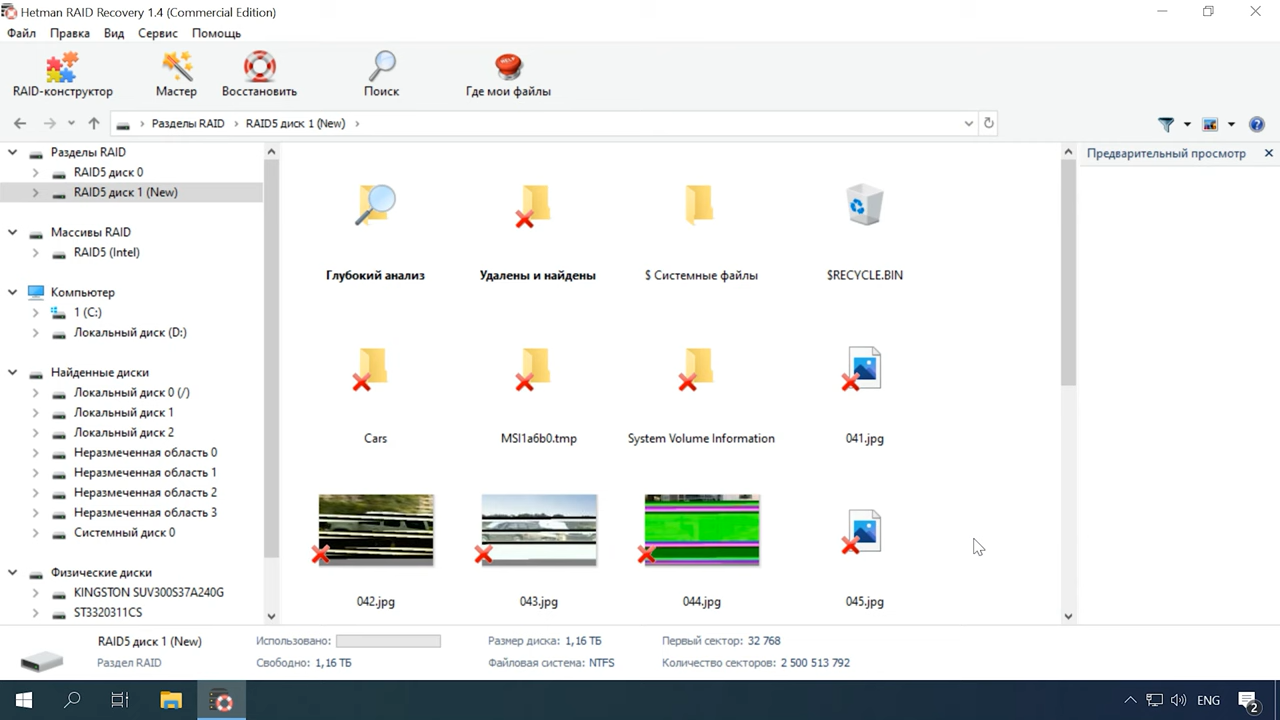 Hetman RAID Recovery 1.4 (Commercial Edition)
Файл Правка Вид Сервис Помощь
RAID-конструктор Мастер Восстановить Поиск Где мои файлы
Разделы RAID RAID5 диск 1 (New)
Разделы RAID
RAID5 диск 0
RAID5 диск 1 (New)
Массивы RAID
RAID5 (Intel)
Компьютер
1 (C:)
Локальный диск (D:)
Найденные диски
Локальный диск 0 (/)
Локальный диск 1
Локальный диск 2
Неразмеченная область 0
Неразмеченная область 1
Неразмеченная область 2
Неразмеченная область 3
Системный диск 0
Физические диски
KINGSTON SUV300S37A240G
ST3320311CS
Глубокий анализ Удалены и найдены $ Системные файлы $RECYCLE.BIN
Cars MSI1a6b0.tmp System Volume Information 041.jpg
042.jpg 043.jpg 044.jpg 045.jpg
Предварительный просмотр
RAID5 диск 1 (New) Использовано: Размер диска: 1,16 ТБ Первый сектор: 32 768
Раздел RAID Свободно: 1,16 ТБ Файловая система: NTFS Количество секторов: 2 500 513 792
ENG 2